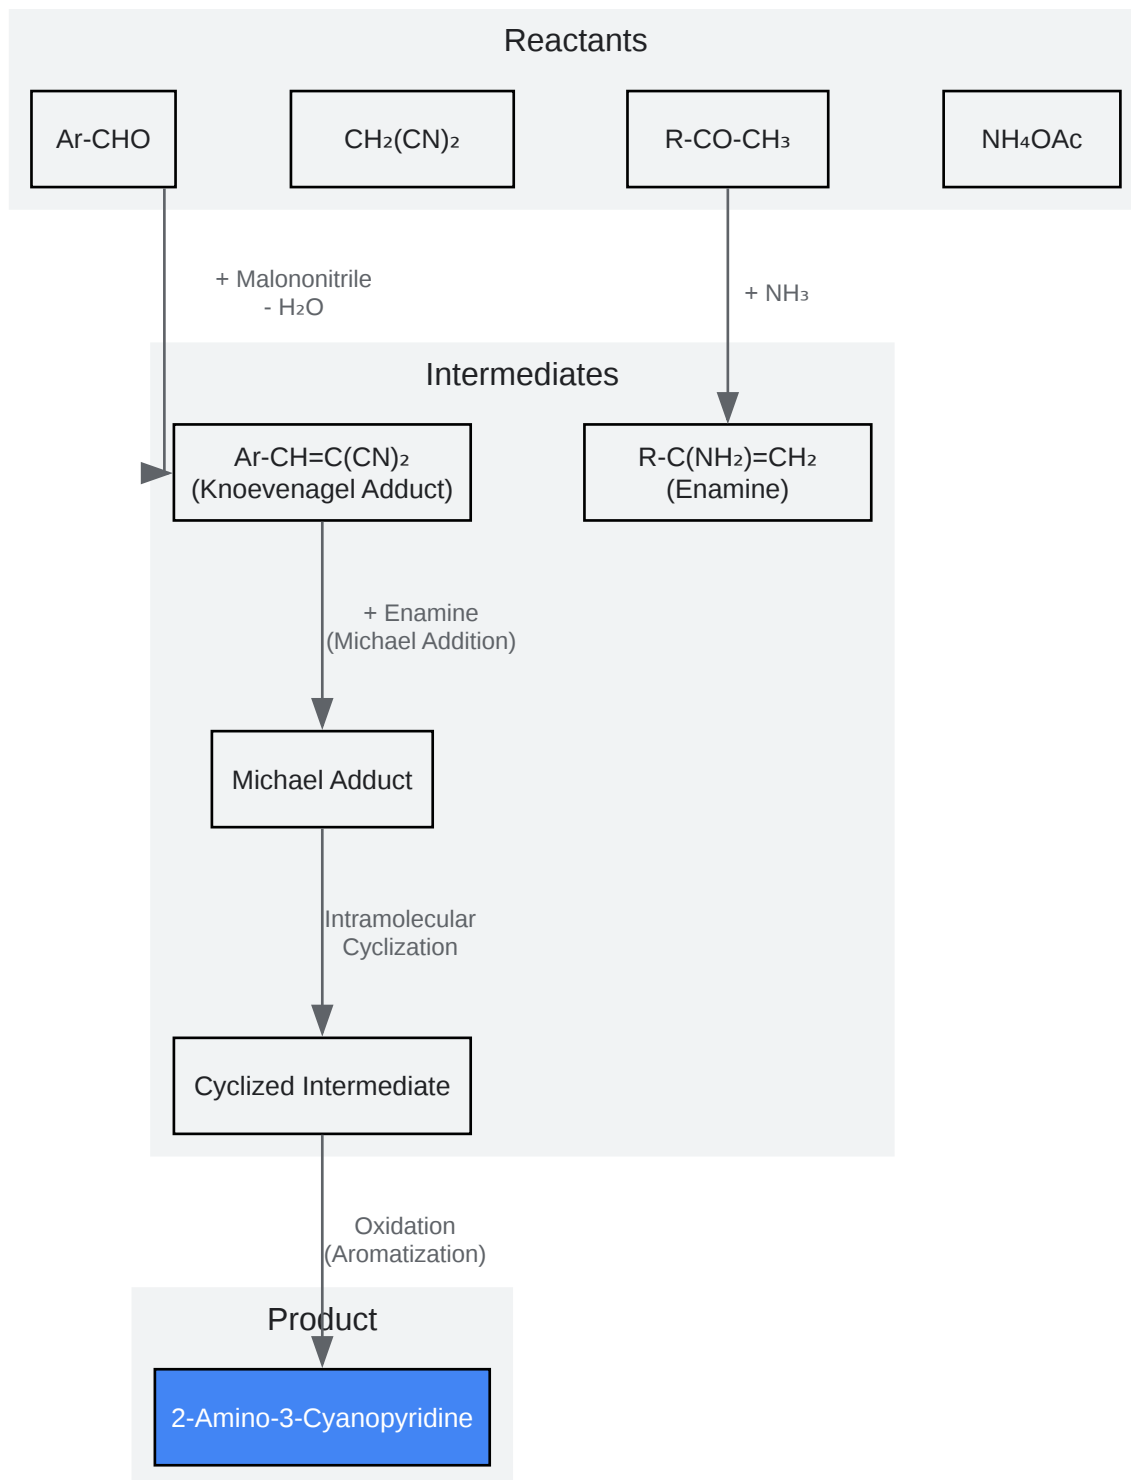 Reactants
Ar-CHO
CH₂(CN)₂
R-CO-CH₃
NH₄OAc
+ Malononitrile
- H₂O
+ NH₃
Intermediates
Ar-CH=C(CN)₂
(Knoevenagel Adduct)
R-C(NH₂)=CH₂
(Enamine)
+ Enamine
(Michael Addition)
Michael Adduct
Intramolecular
Cyclization
Cyclized Intermediate
Oxidation
(Aromatization)
Product
2-Amino-3-Cyanopyridine